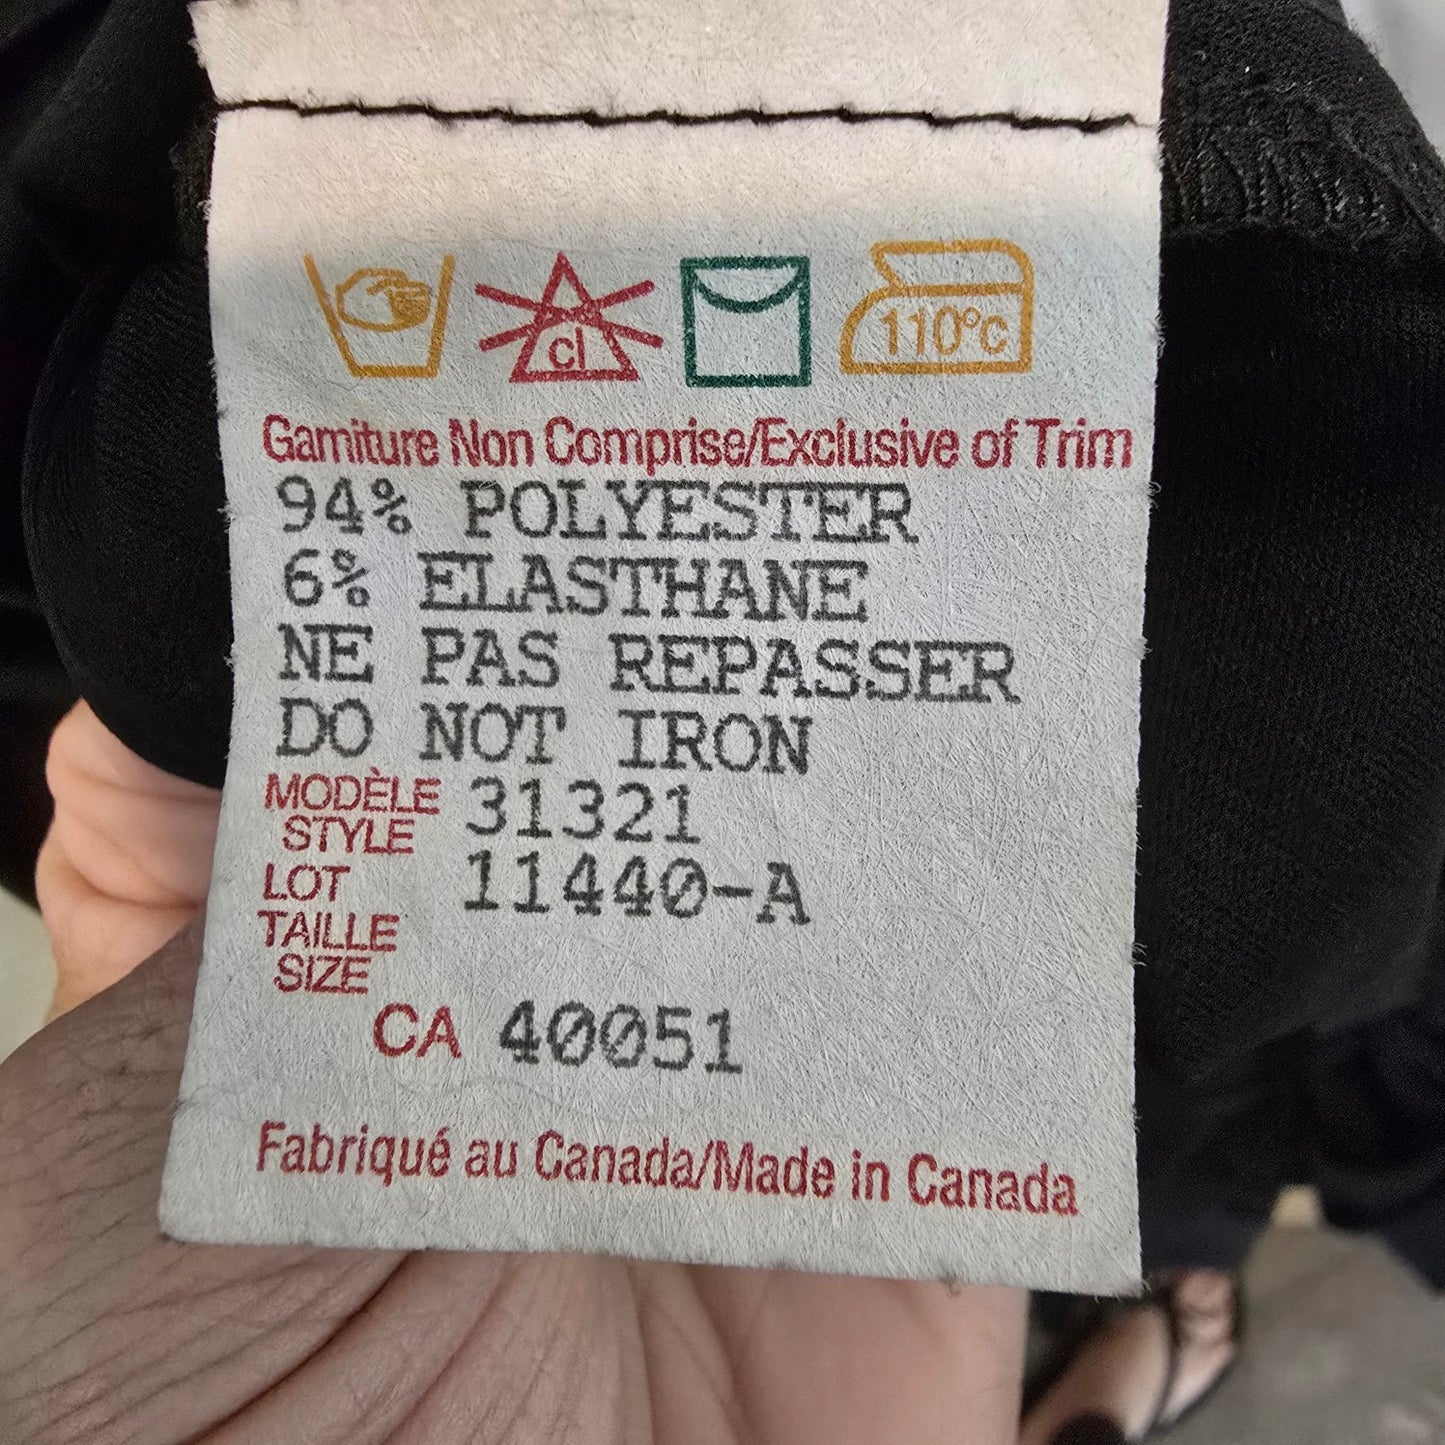 cl
110°c
Garniture Non Comprise/Exclusive of Trim
94% POLYESTER
6% ELASTHANE
NE PAS REPASSER
DO NOT IRON
MODÈLE
STYLE 31321
LOT 11440-A
TAILLE
SIZE
CA 40051
Fabriqué au Canada/Made in Canada